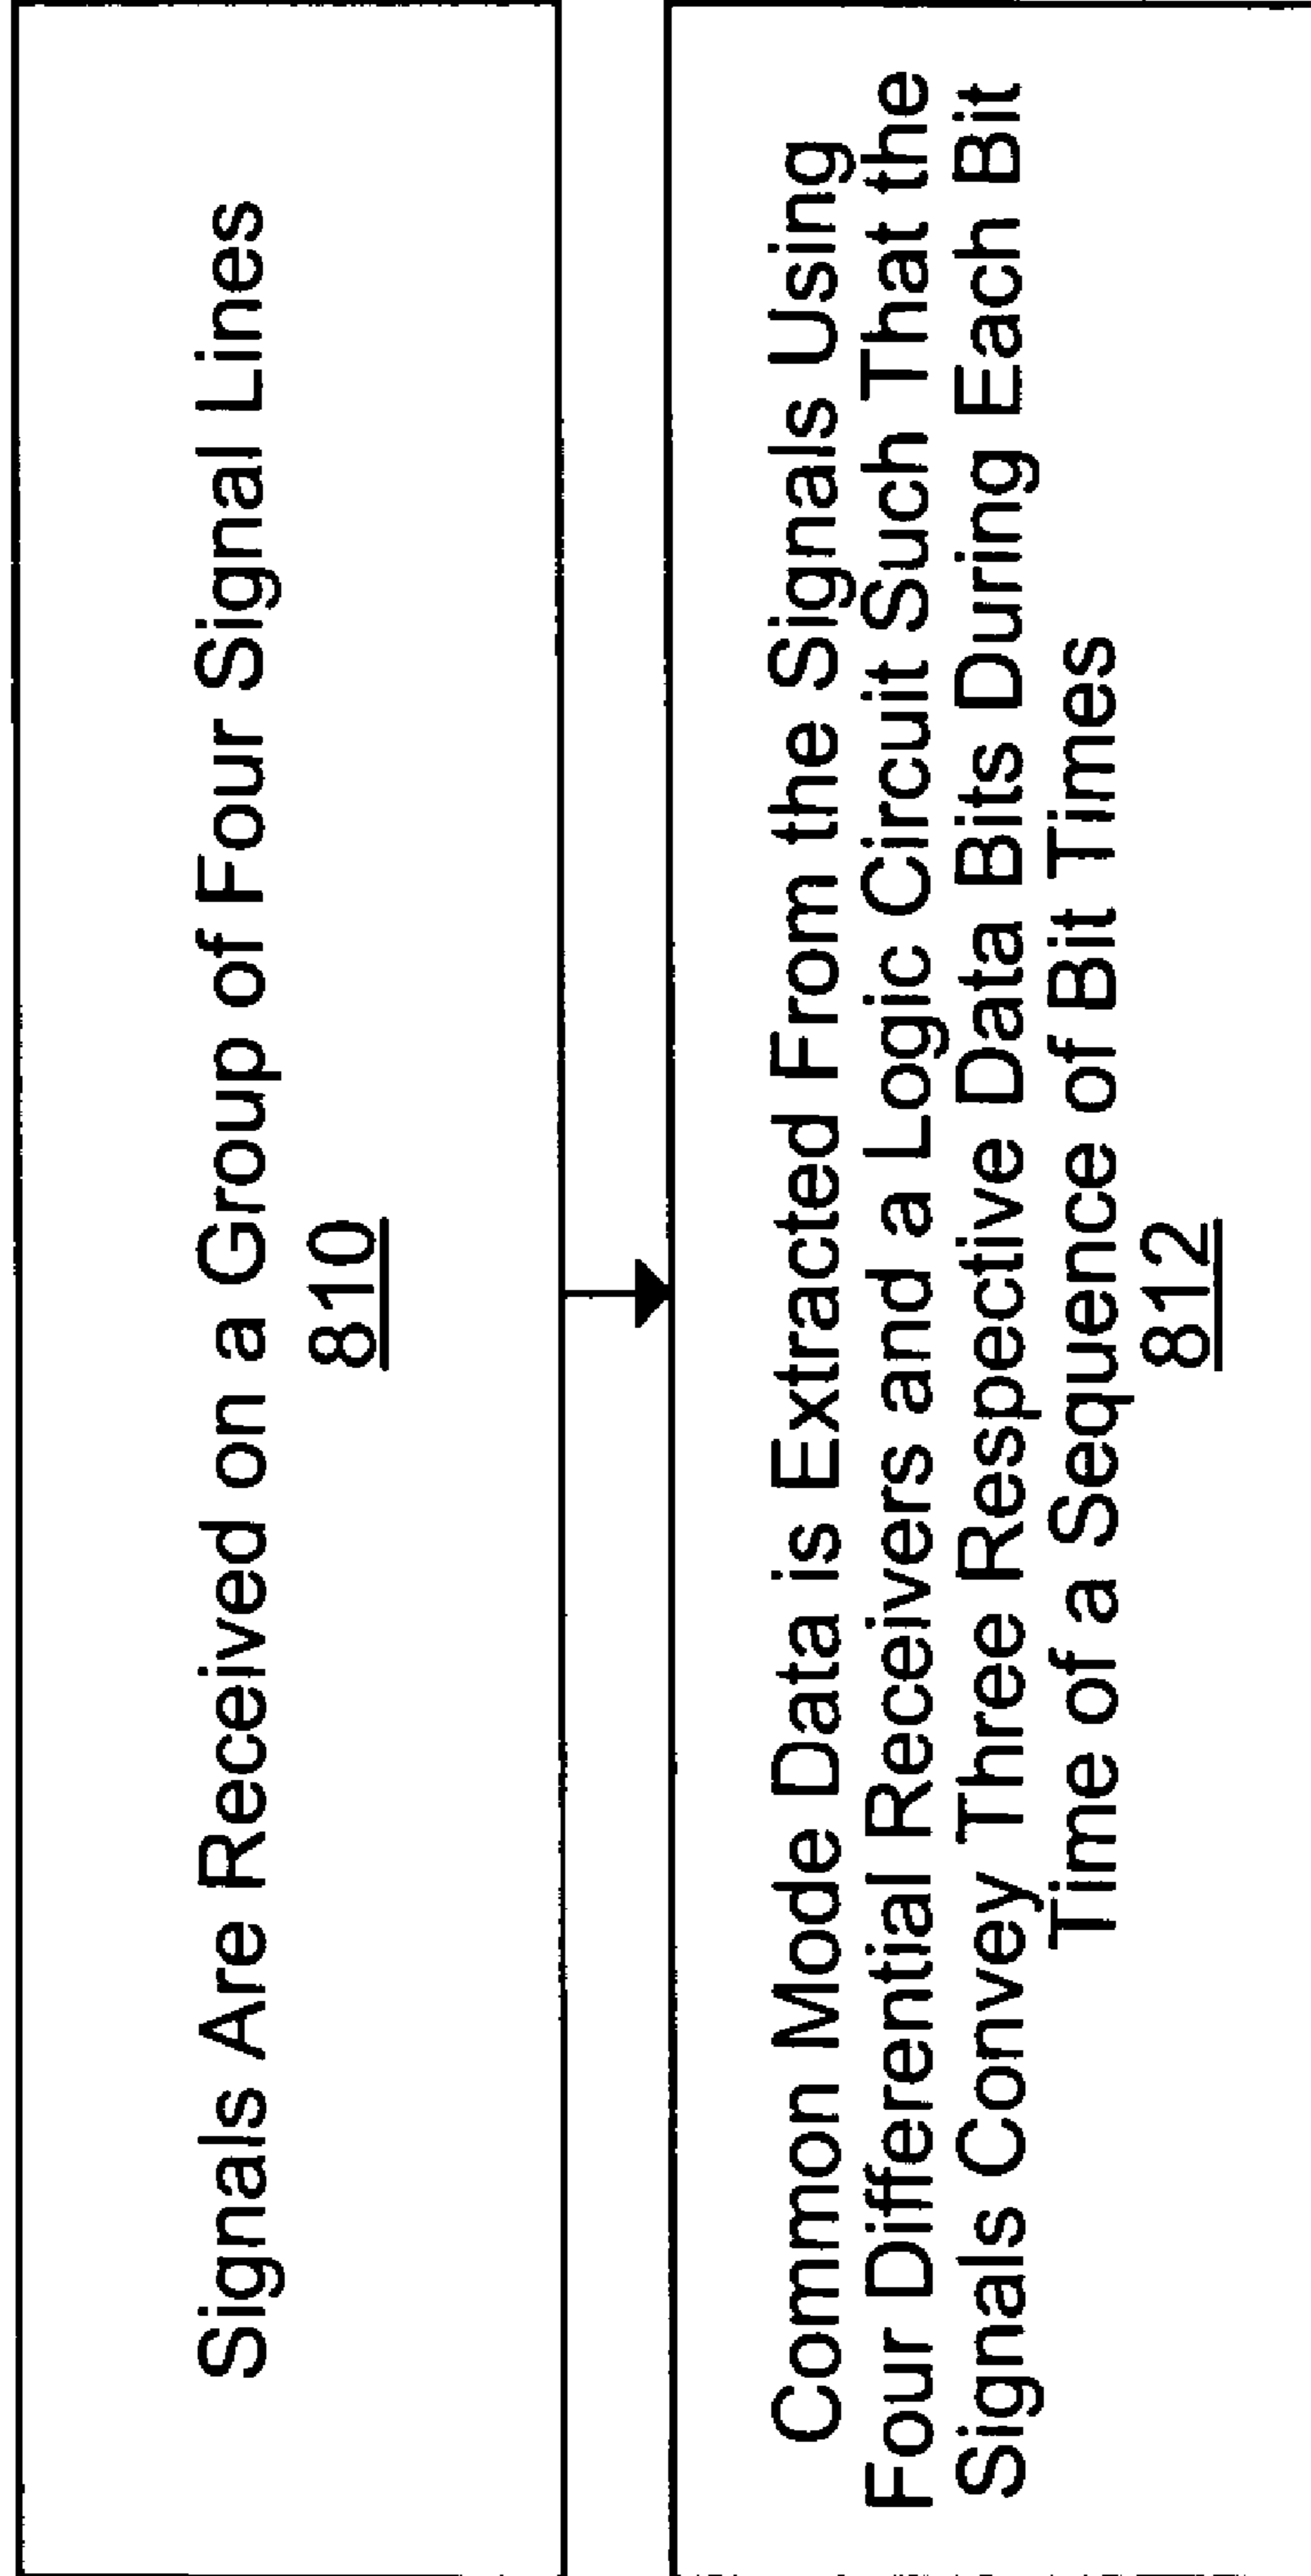 Signals Are Received on a Group of Four Signal Lines
810
Common Mode Data is Extracted From the Signals Using
Four Differential Receivers and a Logic Circuit Such That the
Signals Convey Three Respective Data Bits During Each Bit
Time of a Sequence of Bit Times
812